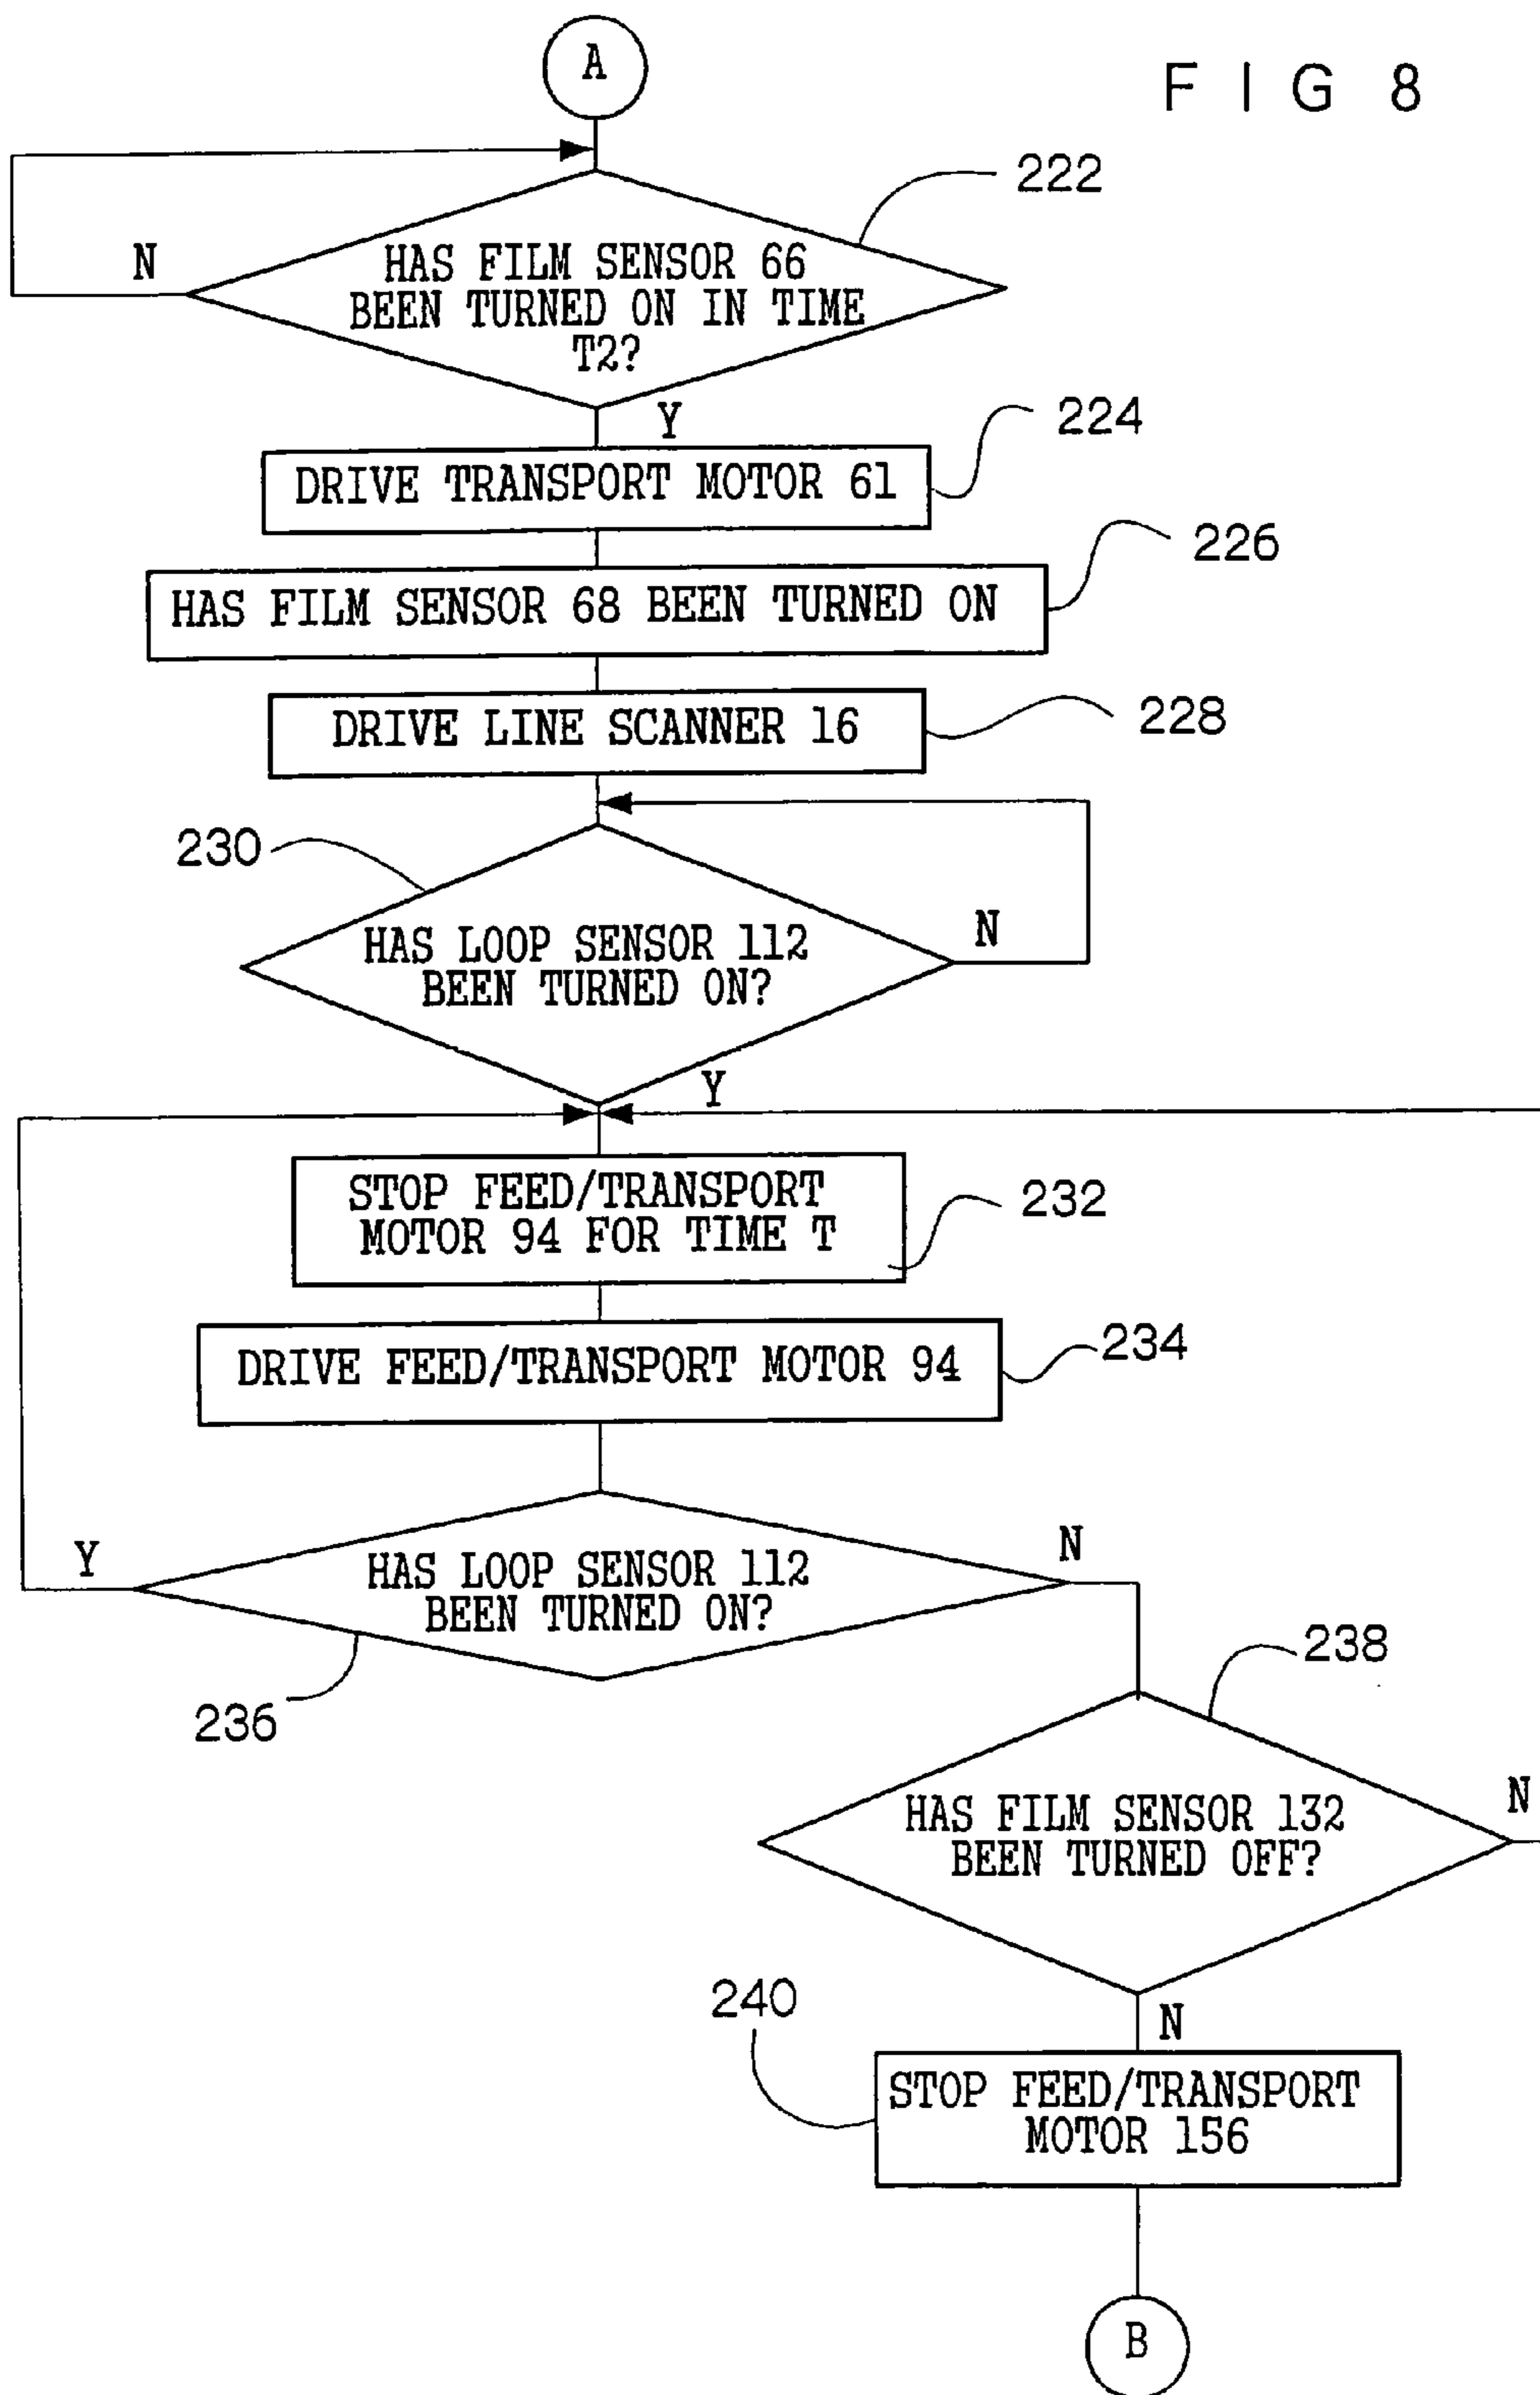 A
F I G 8
222
N
HAS FILM SENSOR 66
BEEN TURNED ON IN TIME
T2?
Y
224
DRIVE TRANSPORT MOTOR 61
226
HAS FILM SENSOR 68 BEEN TURNED ON
228
DRIVE LINE SCANNER 16
230
HAS LOOP SENSOR 112
BEEN TURNED ON?
N
Y
STOP FEED/TRANSPORT
MOTOR 94 FOR TIME T
232
DRIVE FEED/TRANSPORT MOTOR 94
234
Y
HAS LOOP SENSOR 112
BEEN TURNED ON?
N
236
238
HAS FILM SENSOR 132
BEEN TURNED OFF?
N
N
240
STOP FEED/TRANSPORT
MOTOR 156
B